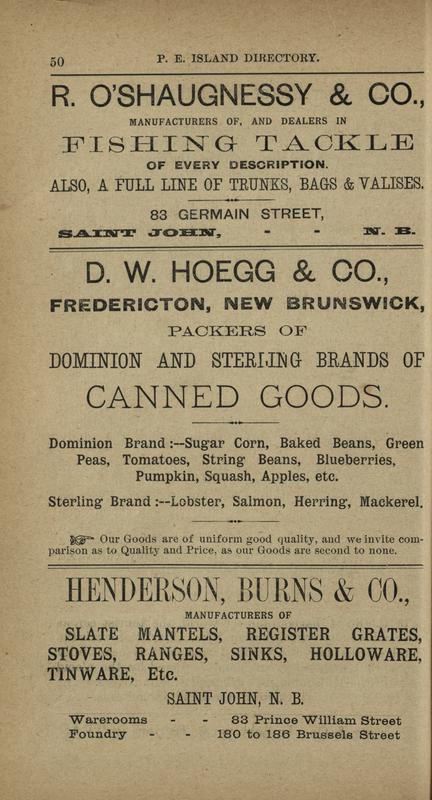 50 P. E. ISLAND DIRECTORY.
R. O'SHAUGNESSY & CO.,
MANUFACTURERS OF, AND DEALERS IN
FISHING TACKLE
OF EVERY DESCRIPTION.
ALSO, A FULL LINE OF TRUNKS, BAGS & VALISES.
83 GERMAIN STREET,
SAINT JOHN, - - N. B.
D. W. HOEGG & CO.,
FREDERICTON, NEW BRUNSWICK,
PACKERS OF
DOMINION AND STERLING BRANDS OF
CANNED GOODS.
Dominion Brand:--Sugar Corn, Baked Beans, Green
Peas, Tomatoes, String Beans, Blueberries,
Pumpkin, Squash, Apples, etc.
Sterling Brand:--Lobster, Salmon, Herring, Mackerel.
☞ Our Goods are of uniform good quality, and we invite com-
parison as to Quality and Price, as our Goods are second to none.
HENDERSON, BURNS & CO.,
MANUFACTURERS OF
SLATE MANTELS, REGISTER GRATES,
STOVES, RANGES, SINKS, HOLLOWARE,
TINWARE, Etc.
SAINT JOHN, N. B.
Warerooms - - 83 Prince William Street
Foundry - - 180 to 186 Brussels Street